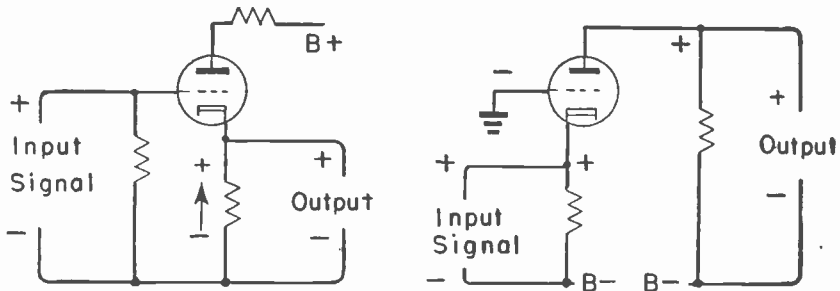 B+
+
Input
Signal
−
+
−
+
Output
−
−
+
+
Input
Signal
−
+
B−
B−
+
+
Output
−